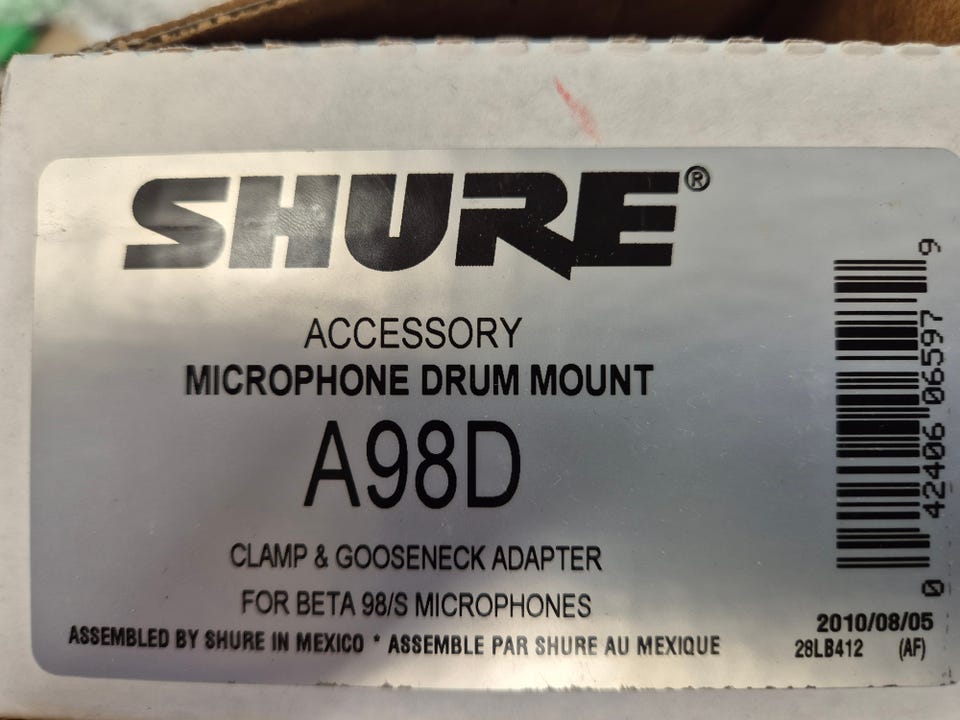 SHURE®
ACCESSORY
MICROPHONE DRUM MOUNT
A98D
CLAMP & GOOSENECK ADAPTER
FOR BETA 98/S MICROPHONES
ASSEMBLED BY SHURE IN MEXICO * ASSEMBLE PAR SHURE AU MEXIQUE
0 42406 06597 9
2010/08/05
28LB412 (AF)